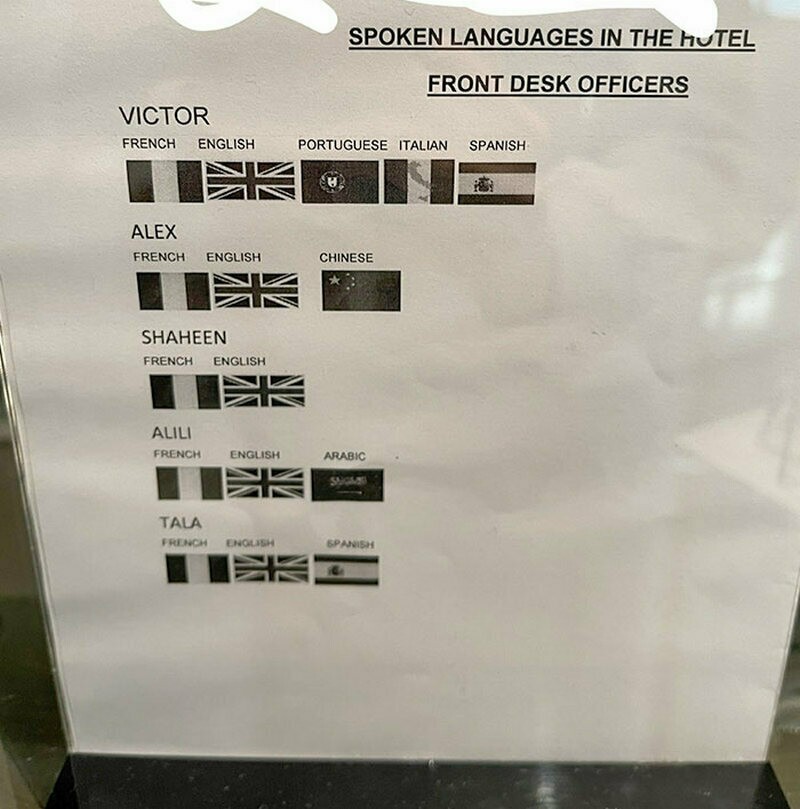 SPOKEN LANGUAGES IN THE HOTEL
FRONT DESK OFFICERS
VICTOR
FRENCH ENGLISH PORTUGUESE ITALIAN SPANISH
ALEX
FRENCH ENGLISH CHINESE
SHAHEEN
FRENCH ENGLISH
ALILI
FRENCH ENGLISH ARABIC
TALA
FRENCH ENGLISH SPANISH